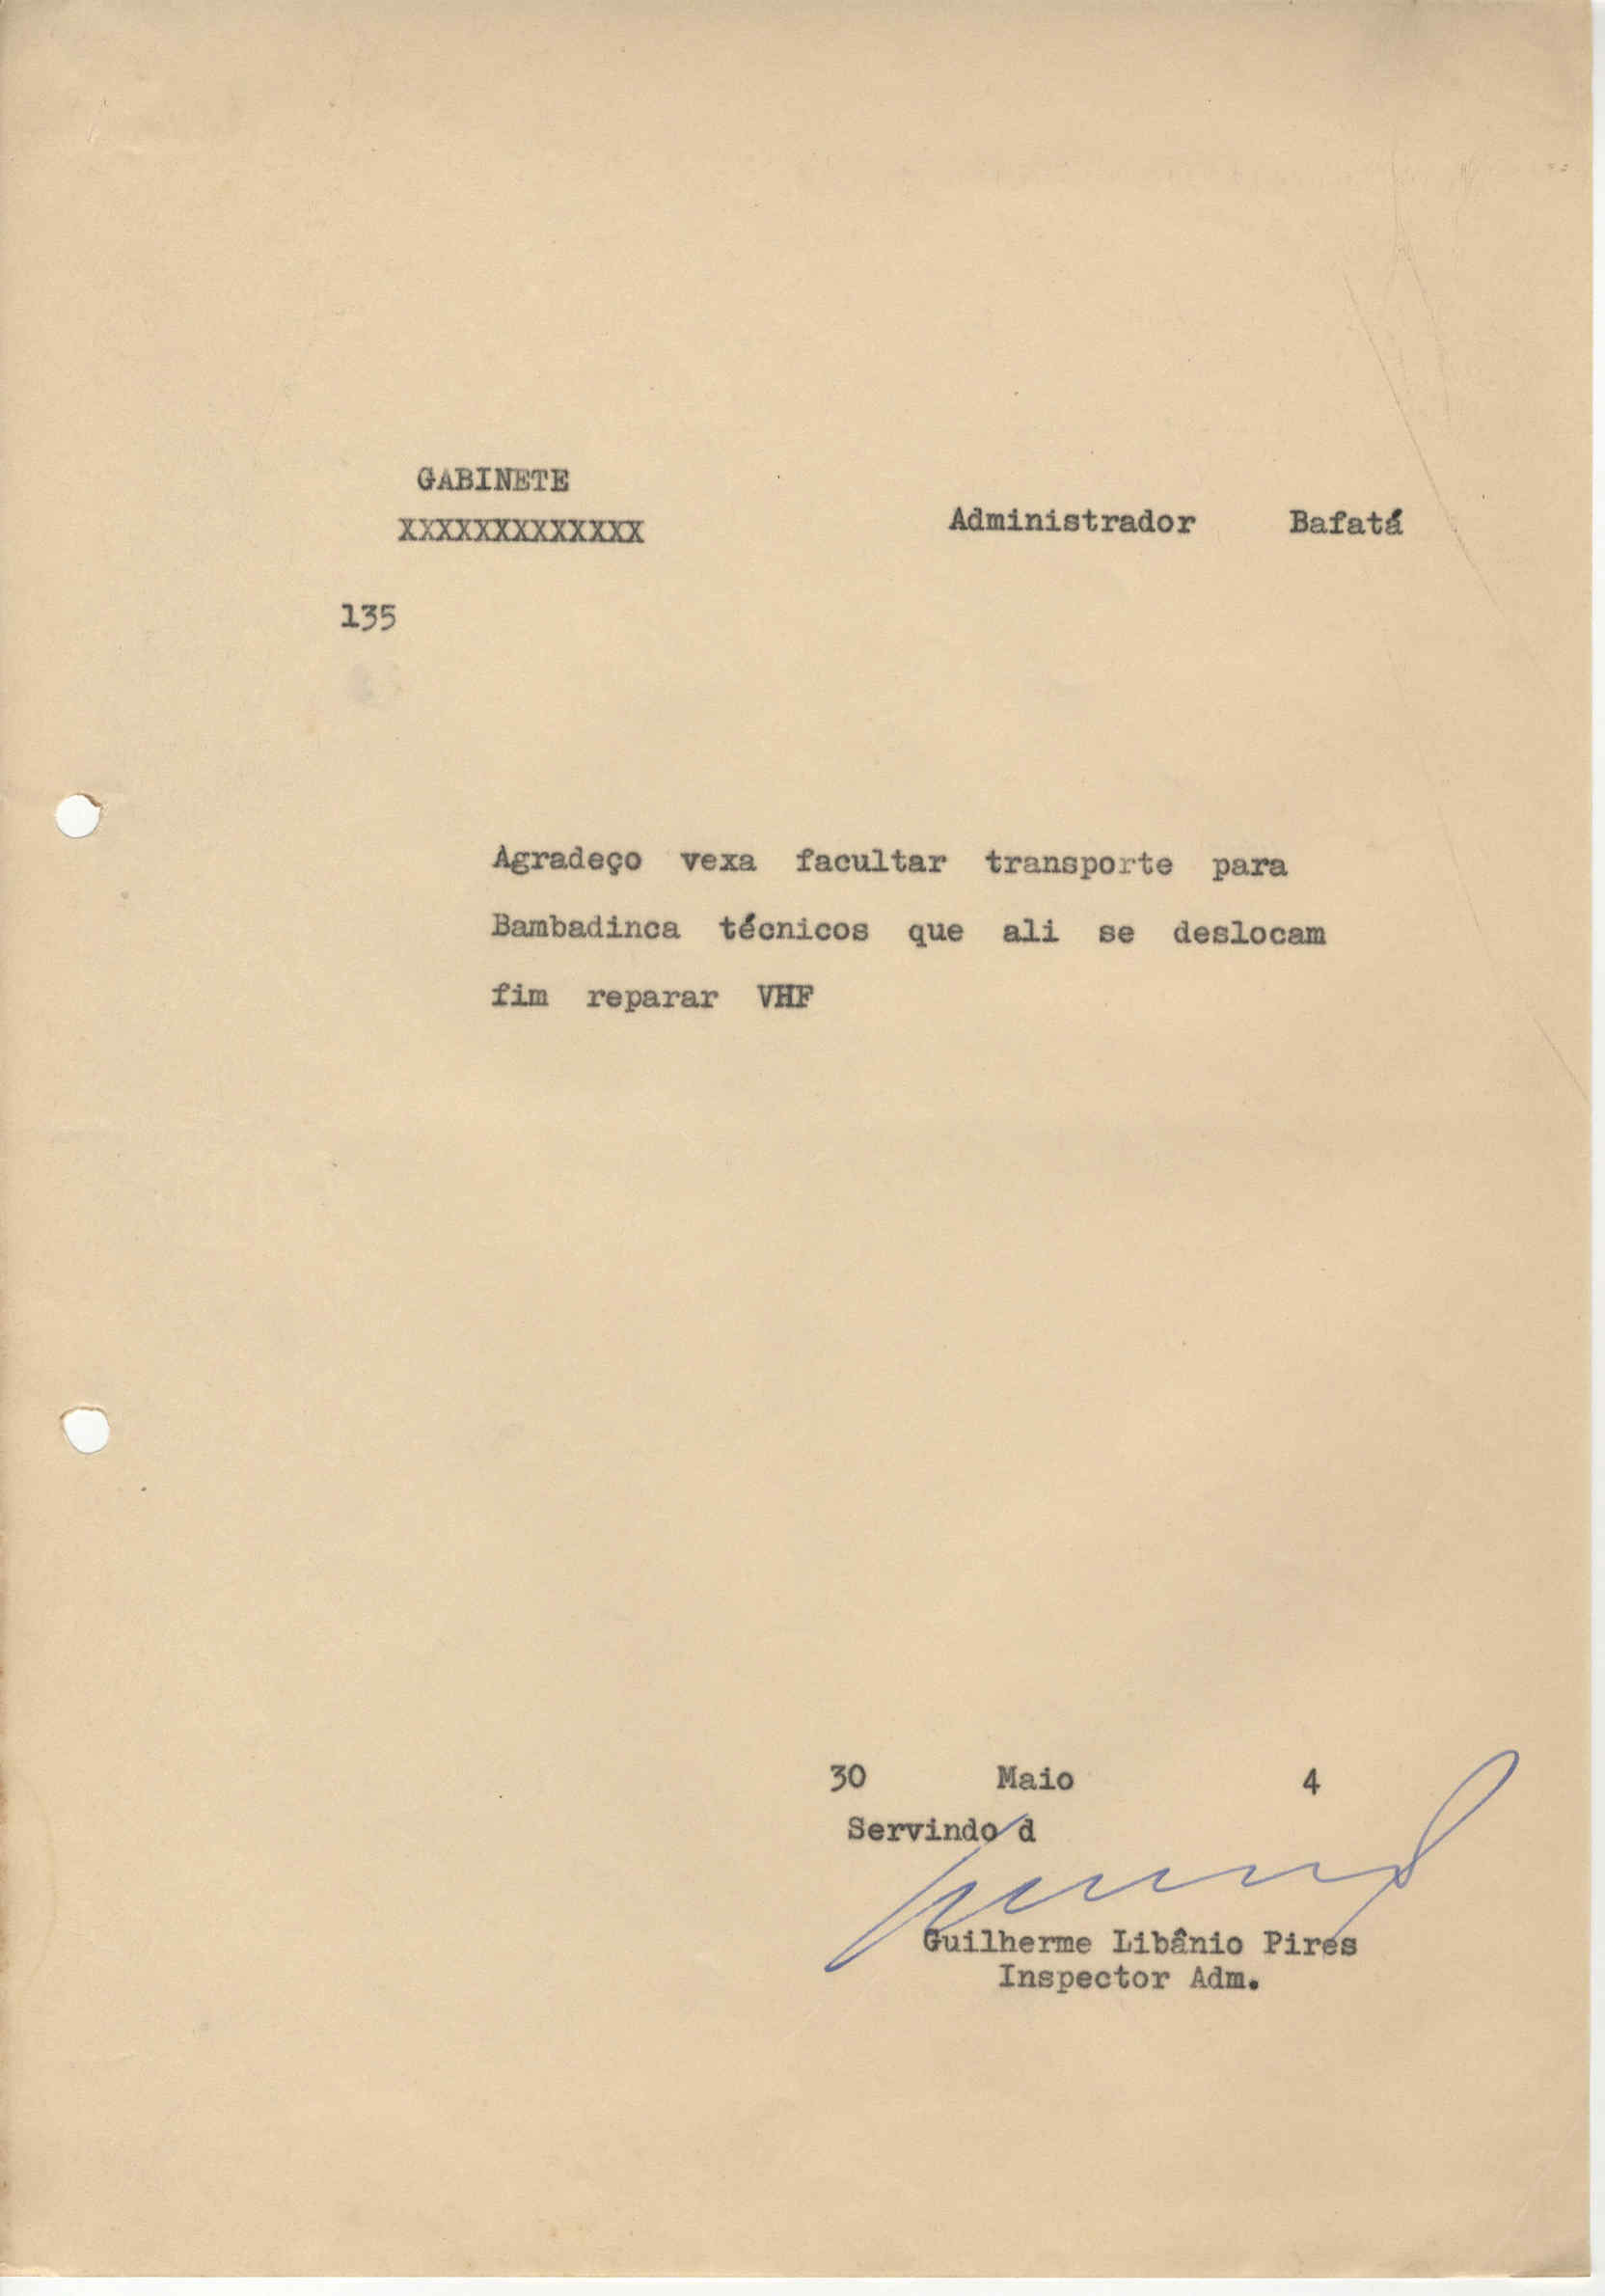 GABINETE
XXXXXXXXXXXXX
Administrador Bafatá
135
Agradeço vexa facultar transporte para
Bambadinca técnicos que ali se deslocam
fim reparar VHF
30 Maio 4
Servindo d
Guilherme Libânio Pires
Inspector Adm.